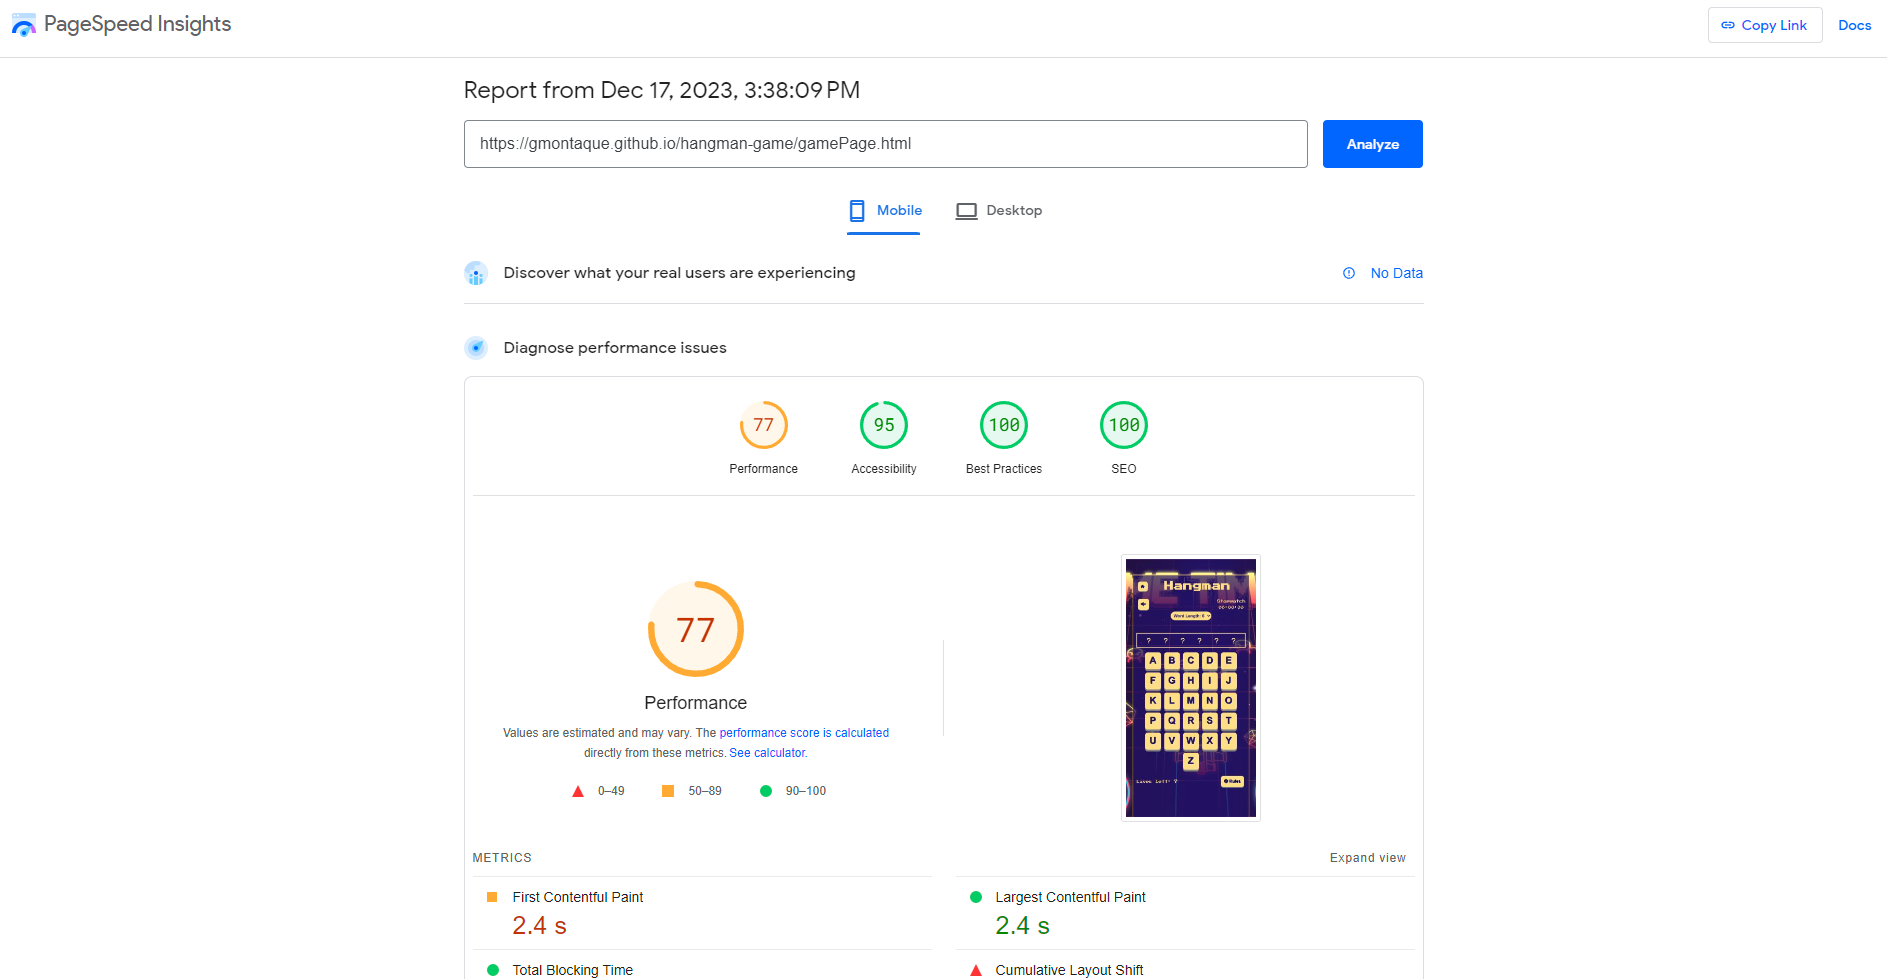 PageSpeed Insights
Copy Link
Docs
Report from Dec 17, 2023, 3:38:09 PM
https://gmontaque.github.io/hangman-game/gamePage.html
Analyze
Mobile
Desktop
Discover what your real users are experiencing
No Data
Diagnose performance issues
77
95
100
100
Performance
Accessibility
Best Practices
SEO
77
Performance
Values are estimated and may vary. The performance score is calculated
directly from these metrics. See calculator.
0–49
50–89
90–100
Hangman
Stopwatch
00:00:00
Word Length 6
? ? ? ? ? ?
A B C D E
F G H I J
K L M N O
P Q R S T
U V W X Y
Z
Lives left: ?
Rules
METRICS
Expand view
First Contentful Paint
2.4 s
Largest Contentful Paint
2.4 s
Total Blocking Time
Cumulative Layout Shift